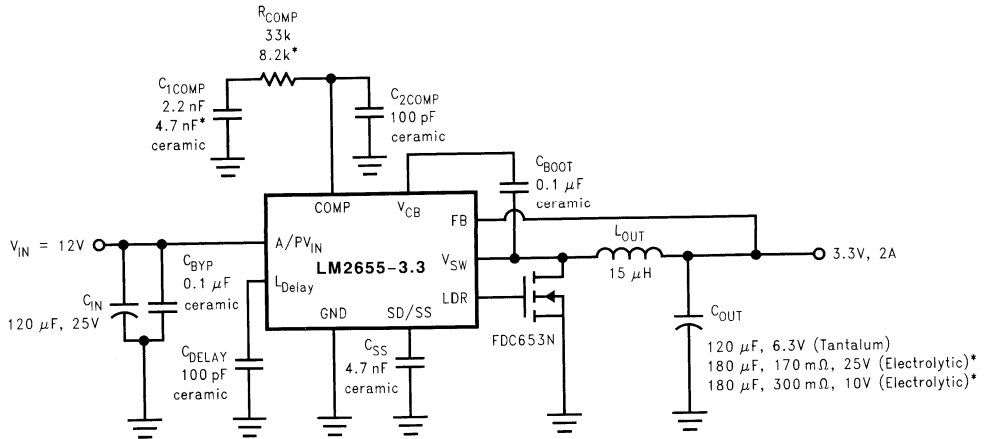 R_COMP
33k
8.2k*
C_1COMP
2.2 nF
4.7 nF*
ceramic
C_2COMP
100 pF
ceramic
C_BOOT
0.1 μF
ceramic
COMP
V_CB
FB
V_IN = 12V
A/PV_IN
LM2655-3.3
V_SW
L_OUT
15 μH
3.3V, 2A
C_BYP
0.1 μF
ceramic
L_Delay
LDR
C_IN
120 μF, 25V
GND
SD/SS
FDC653N
C_OUT
120 μF, 6.3V (Tantalum)
180 μF, 170 mΩ, 25V (Electrolytic)*
180 μF, 300 mΩ, 10V (Electrolytic)*
C_DELAY
100 pF
ceramic
C_SS
4.7 nF
ceramic